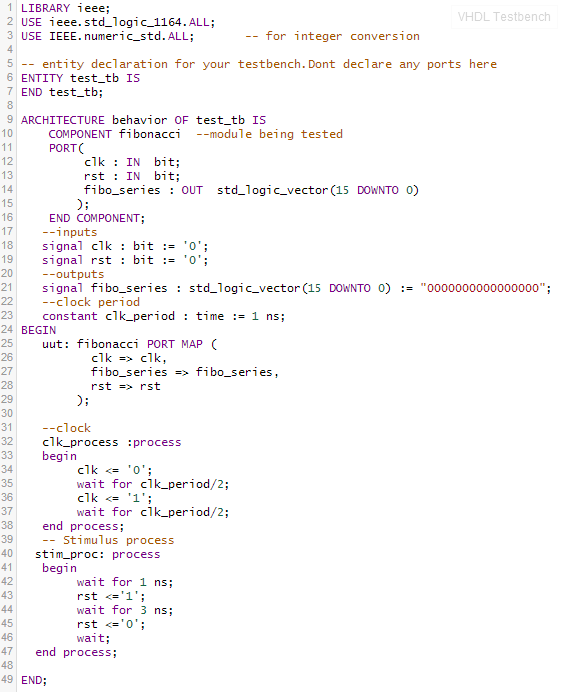 VHDL Testbench
1 LIBRARY ieee;
2 USE ieee.std_logic_1164.ALL;
3 USE IEEE.numeric_std.ALL;       -- for integer conversion
4
5 -- entity declaration for your testbench.Dont declare any ports here
6 ENTITY test_tb IS
7 END test_tb;
8
9 ARCHITECTURE behavior OF test_tb IS
10     COMPONENT fibonacci  --module being tested
11     PORT(
12          clk : IN  bit;
13          rst : IN  bit;
14          fibo_series : OUT  std_logic_vector(15 DOWNTO 0)
15         );
16     END COMPONENT;
17    --inputs
18    signal clk : bit := '0';
19    signal rst : bit := '0';
20    --outputs
21    signal fibo_series : std_logic_vector(15 DOWNTO 0) := "0000000000000000";
22    --clock period
23    constant clk_period : time := 1 ns;
24 BEGIN
25    uut: fibonacci PORT MAP (
26           clk => clk,
27           fibo_series => fibo_series,
28           rst => rst
29         );
30
31    --clock
32    clk_process :process
33    begin
34         clk <= '0';
35         wait for clk_period/2;
36         clk <= '1';
37         wait for clk_period/2;
38    end process;
39    -- Stimulus process
40   stim_proc: process
41    begin
42         wait for 1 ns;
43         rst <='1';
44         wait for 3 ns;
45         rst <='0';
46         wait;
47   end process;
48
49 END;